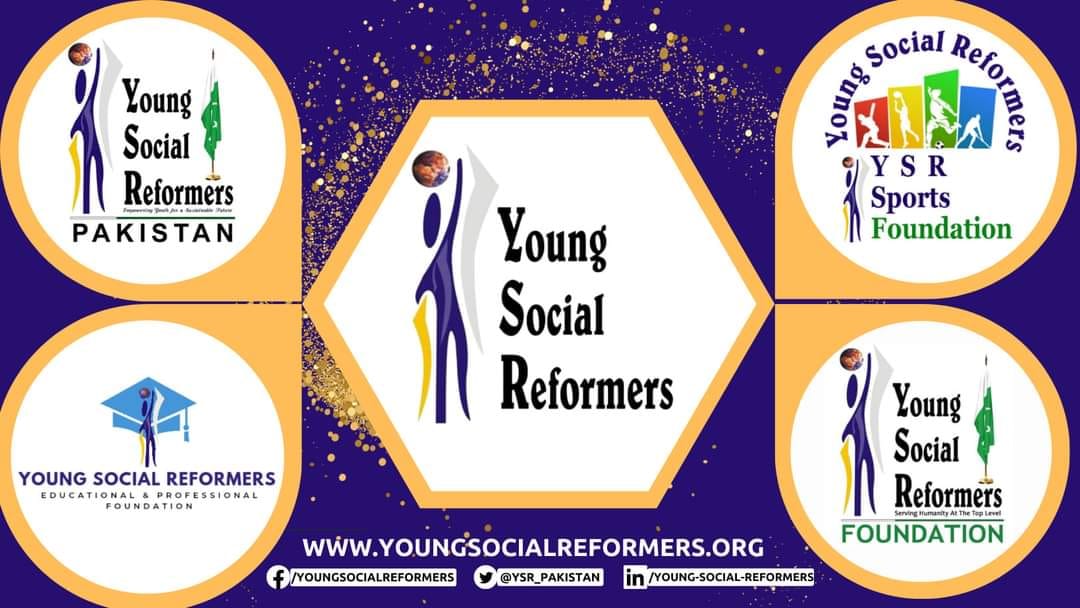 Young
Social
Reformers
Empowering Youth for a Sustainable Future
PAKISTAN
Young Social Reformers
Y S R
Sports
Foundation
Young
Social
Reformers
YOUNG SOCIAL REFORMERS
EDUCATIONAL & PROFESSIONAL
FOUNDATION
Young
Social
Reformers
Serving Humanity At The Top Level
FOUNDATION
WWW.YOUNGSOCIALREFORMERS.ORG
/YOUNGSOCIALREFORMERS
@YSR_PAKISTAN
/YOUNG-SOCIAL-REFORMERS